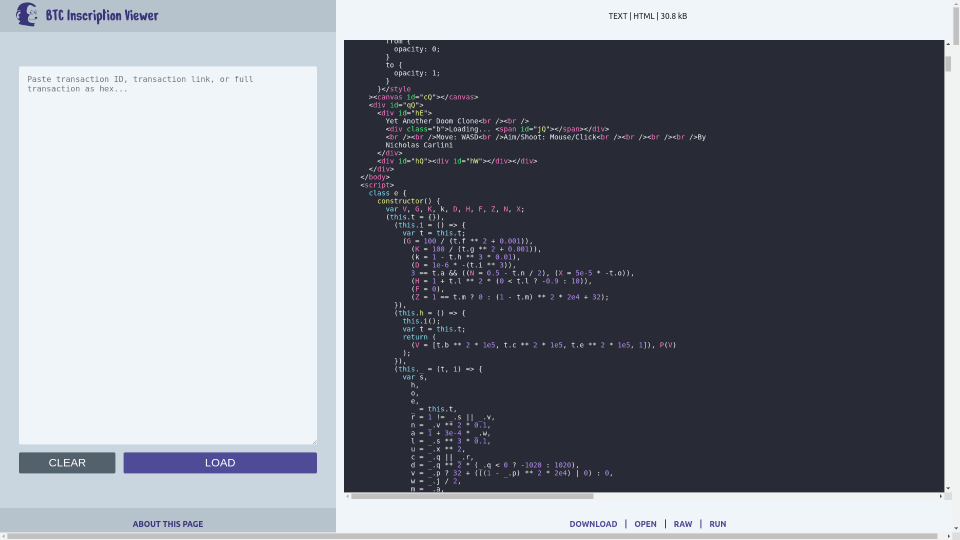 BTC Inscription Viewer
TEXT | HTML | 30.8 kB
Paste transaction ID, transaction link, or full
transaction as hex...
CLEAR
LOAD
ABOUT THIS PAGE
from {
opacity: 0;
}
to {
opacity: 1;
}
}</style
><canvas id="cQ"></canvas>
<div id="qQ">
<div id="hE">
Yet Another Doom Clone<br /><br />
<div class="b">Loading... <span id="jQ"></span></div>
<br /><br />Move: WASD<br />Aim/Shoot: Mouse/Click<br /><br /><br /><br />By
Nicholas Carlini
</div>
<div id="hQ"><div id="hW"></div></div>
</div>
</body>
<script>
class e {
constructor() {
var V, G, K, k, D, H, F, Z, N, X;
(this.t = {}),
(this.i = () => {
var t = this.t;
(G = 100 / (t.f ** 2 + 0.001)),
(K = 100 / (t.g ** 2 + 0.001)),
(k = 1 - t.h ** 3 * 0.01),
(D = 1e-6 * -(t.i ** 3)),
3 == t.a && ((N = 0.5 - t.n / 2), (X = 5e-5 * -t.o)),
(H = 1 + t.l ** 2 * (0 < t.l ? -0.9 : 10)),
(F = 0),
(Z = 1 == t.m ? 0 : (1 - t.m) ** 2 * 2e4 + 32);
}),
(this.h = () => {
this.i();
var t = this.t;
return (
(V = [t.b ** 2 * 1e5, t.c ** 2 * 1e5, t.e ** 2 * 1e5, 1]), P(V)
);
}),
(this._ = (t, i) => {
var s,
h,
o,
e,
_ = this.t,
r = 1 != _.s || _.v,
n = _.v ** 2 * 0.1,
a = 1 + 3e-4 * _.w,
l = _.s ** 3 * 0.1,
u = _.x ** 2,
c = _.q || _.r,
d = _.q ** 2 * (_.q < 0 ? -1020 : 1020),
v = _.p ? 32 + (((1 - _.p) ** 2 * 2e4) | 0) : 0,
w = _.j / 2,
m = _.a,
DOWNLOAD | OPEN | RAW | RUN